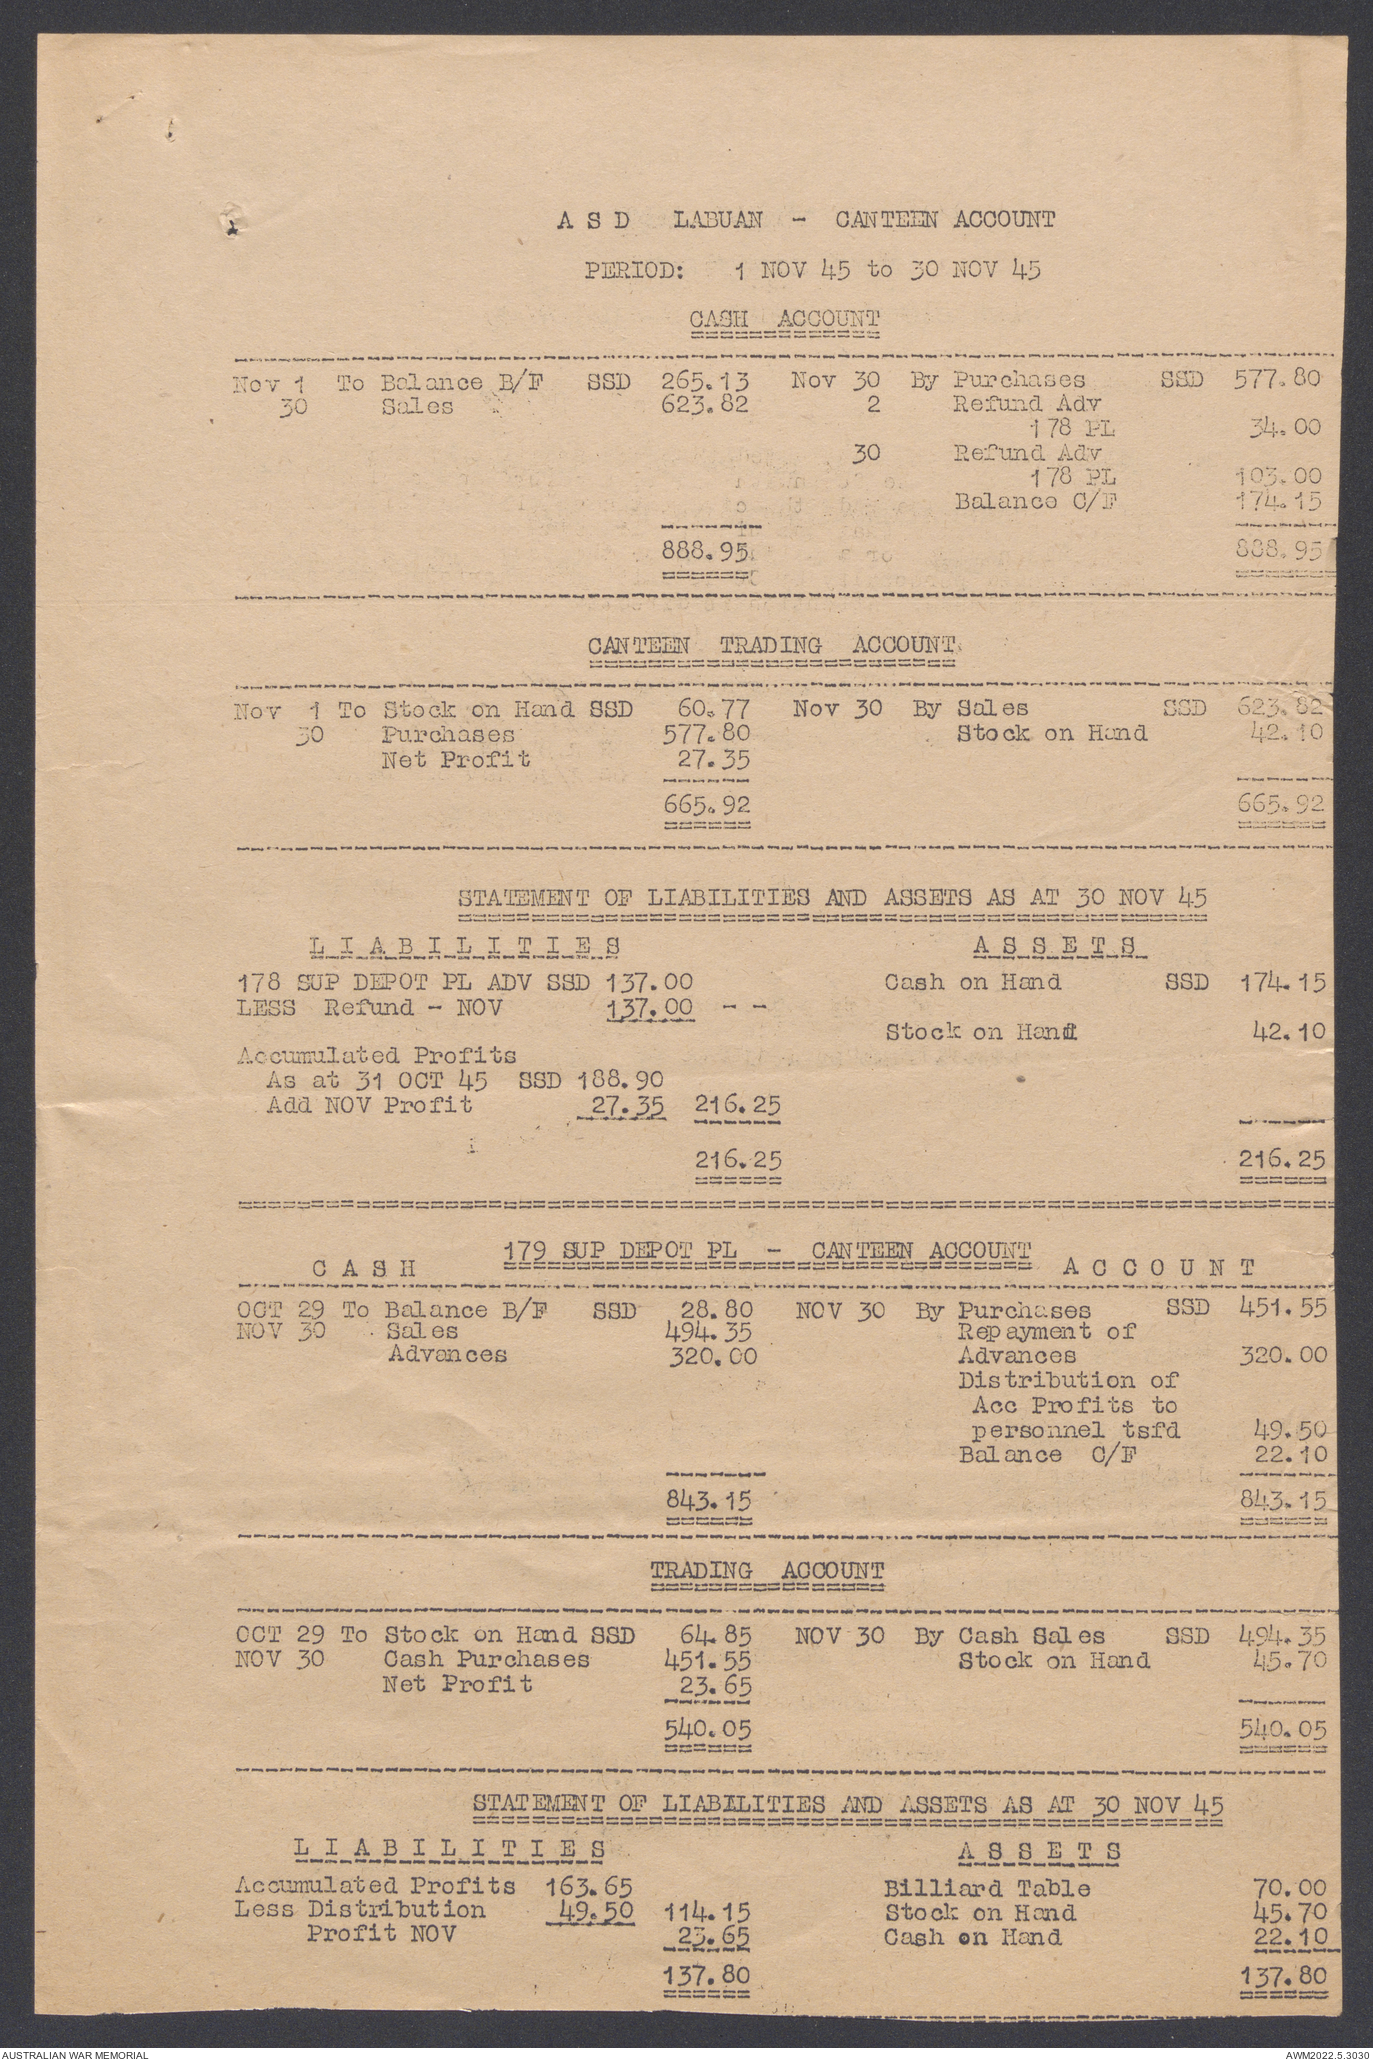 A S D LABUAN - CANTEEN ACCOUNT
PERIOD: 1 NOV 45 to 30 NOV 45
CASH ACCOUNT
Nov 1 To Balance B/F SSD 265.13 Nov 30 By Purchases SSD 577.80
30 Sales 623.82 2 Refund Adv
178 PL 34.00
30 Refund Adv
178 PL 103.00
Balance C/F 174.15
888.95 888.95
CANTEEN TRADING ACCOUNT
Nov 1 To Stock on Hand SSD 60.77 Nov 30 By Sales SSD 623.82
30 Purchases 577.80 Stock on Hand 42.10
Net Profit 27.35
665.92 665.92
STATEMENT OF LIABILITIES AND ASSETS AS AT 30 NOV 45
L I A B I L I T I E S A S S E T S
178 SUP DEPOT PL ADV SSD 137.00 Cash on Hand SSD 174.15
LESS Refund - NOV 137.00 - -
Stock on Hand 42.10
Accumulated Profits
As at 31 OCT 45 SSD 188.90
Add NOV Profit 27.35 216.25
216.25 216.25
179 SUP DEPOT PL - CANTEEN ACCOUNT
C A S H A C C O U N T
OCT 29 To Balance B/F SSD 28.80 NOV 30 By Purchases SSD 451.55
NOV 30 Sales 494.35 Repayment of
Advances 320.00 Advances 320.00
Distribution of
Acc Profits to
personnel tsfd 49.50
Balance C/F 22.10
843.15 843.15
TRADING ACCOUNT
OCT 29 To Stock on Hand SSD 64.85 NOV 30 By Cash Sales SSD 494.35
NOV 30 Cash Purchases 451.55 Stock on Hand 45.70
Net Profit 23.65
540.05 540.05
STATEMENT OF LIABILITIES AND ASSETS AS AT 30 NOV 45
L I A B I L I T I E S A S S E T S
Accumulated Profits 163.65 Billiard Table 70.00
Less Distribution 49.50 114.15 Stock on Hand 45.70
Profit NOV 23.65 Cash on Hand 22.10
137.80 137.80
AUSTRALIAN WAR MEMORIAL AWM2022.5.3030